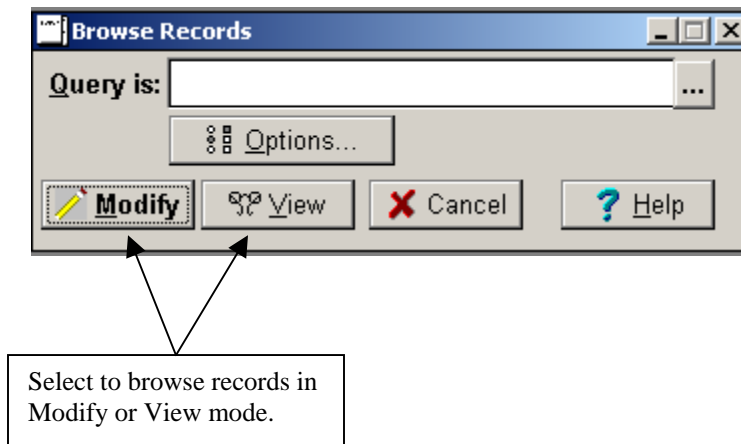 Browse Records
Query is:
...
Options...
Modify View Cancel ? Help
Select to browse records in
Modify or View mode.